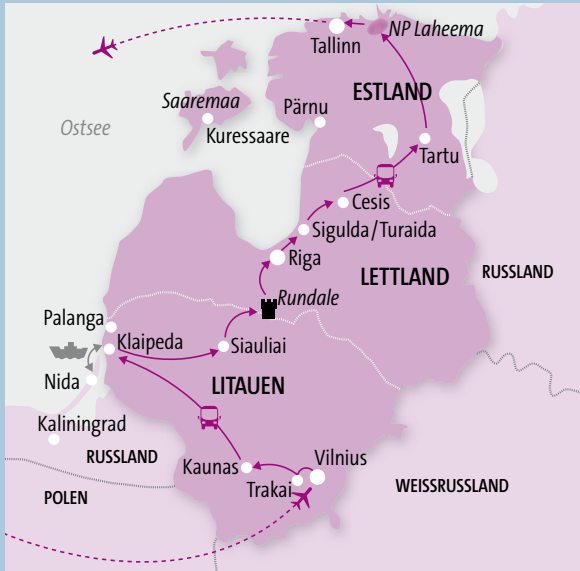 NP Laheema
Tallinn
ESTLAND
Saaremaa
Pärnu
Ostsee
Kuressaare
Tartu
Cesis
Sigulda/Turaida
Riga
LETTLAND
RUSSLAND
Rundale
Palanga
Klaipeda
Siauliai
Nida
LITAUEN
Kaliningrad
RUSSLAND
Kaunas
Vilnius
Trakai
WEISSRUSSLAND
POLEN